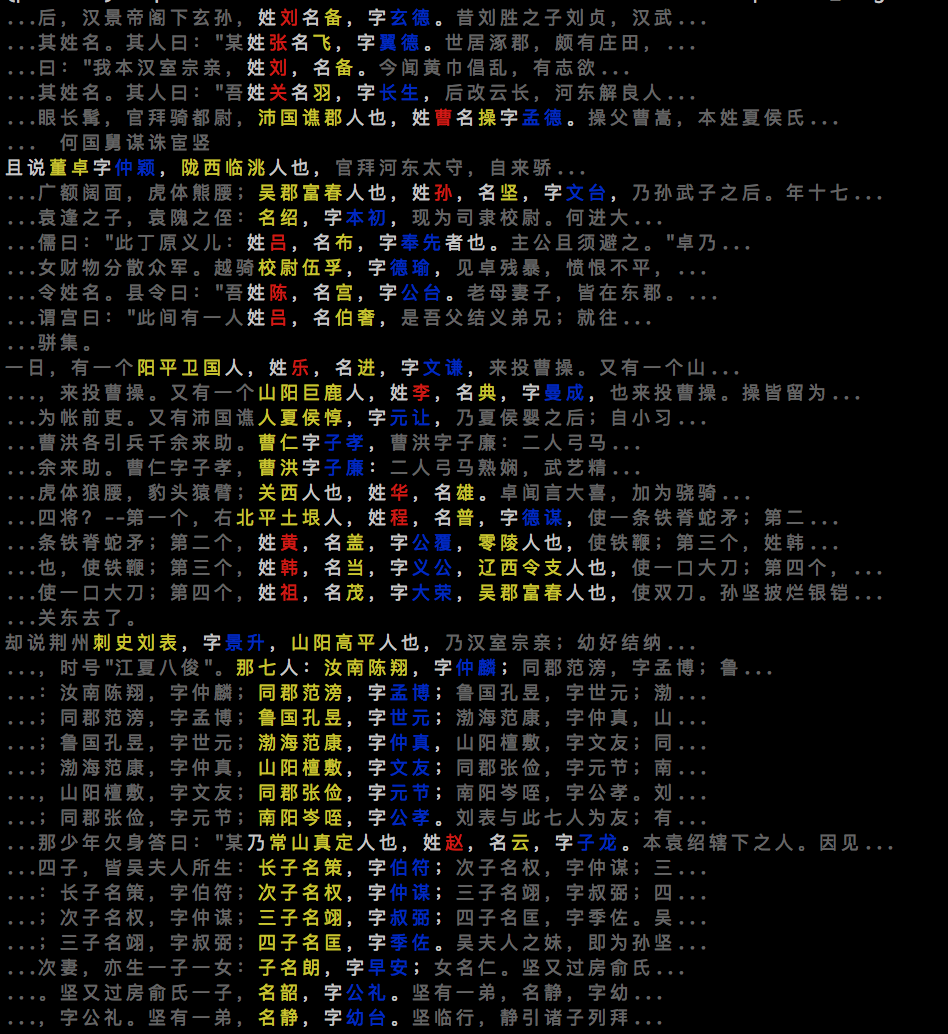 ...后，汉景帝阁下玄孙，姓刘名备，字玄德。昔刘胜之子刘贞，汉武...
...其姓名。其人曰："某姓张名飞，字翼德。世居涿郡，颇有庄田，...
...曰："我本汉室宗亲，姓刘，名备。今闻黄巾倡乱，有志欲...
...其姓名。其人曰："吾姓关名羽，字长生，后改云长，河东解良人...
...眼长髯，官拜骑都尉，沛国谯郡人也，姓曹名操字孟德。操父曹嵩，本姓夏侯氏...
... 何国舅谋诛宦竖
且说董卓字仲颖，陇西临洮人也，官拜河东太守，自来骄...
...广额阔面，虎体熊腰；吴郡富春人也，姓孙，名坚，字文台，乃孙武子之后。年十七...
...袁逢之子，袁隗之侄：名绍，字本初，现为司隶校尉。何进大...
...儒曰："此丁原义儿：姓吕，名布，字奉先者也。主公且须避之。"卓乃...
...女财物分散众军。越骑校尉伍孚，字德瑜，见卓残暴，愤恨不平，...
...令姓名。县令曰："吾姓陈，名宫，字公台。老母妻子，皆在东郡。...
...谓宫曰："此间有一人姓吕，名伯奢，是吾父结义弟兄；就往...
...骈集。
一日，有一个阳平卫国人，姓乐，名进，字文谦，来投曹操。又有一个山...
...，来投曹操。又有一个山阳巨鹿人，姓李，名典，字曼成，也来投曹操。操皆留为...
...为帐前吏。又有沛国谯人夏侯惇，字元让，乃夏侯婴之后；自小习...
...曹洪各引兵千余来助。曹仁字子孝，曹洪字子廉：二人弓马...
...余来助。曹仁字子孝，曹洪字子廉：二人弓马熟娴，武艺精...
...虎体狼腰，豹头猿臂；关西人也，姓华，名雄。卓闻言大喜，加为骁骑...
...四将？--第一个，右北平土垠人，姓程，名普，字德谋，使一条铁脊蛇矛；第二...
...条铁脊蛇矛；第二个，姓黄，名盖，字公覆，零陵人也，使铁鞭；第三个，姓韩...
...也，使铁鞭；第三个，姓韩，名当，字义公，辽西令支人也，使一口大刀；第四个，...
...使一口大刀；第四个，姓祖，名茂，字大荣，吴郡富春人也，使双刀。孙坚披烂银铠...
...关东去了。
却说荆州刺史刘表，字景升，山阳高平人也，乃汉室宗亲；幼好结纳...
...，时号"江夏八俊"。那七人：汝南陈翔，字仲麟；同郡范滂，字孟博；鲁...
...：汝南陈翔，字仲麟；同郡范滂，字孟博；鲁国孔昱，字世元；渤...
...；同郡范滂，字孟博；鲁国孔昱，字世元；渤海范康，字仲真，山...
...；鲁国孔昱，字世元；渤海范康，字仲真，山阳檀敷，字文友；同...
...；渤海范康，字仲真，山阳檀敷，字文友；同郡张俭，字元节；南...
...，山阳檀敷，字文友；同郡张俭，字元节；南阳岑晊，字公孝。刘...
...；同郡张俭，字元节；南阳岑晊，字公孝。刘表与此七人为友；有...
...那少年欠身答曰："某乃常山真定人也，姓赵，名云，字子龙。本袁绍辖下之人。因见...
...四子，皆吴夫人所生：长子名策，字伯符；次子名权，字仲谋；三...
...：长子名策，字伯符；次子名权，字仲谋；三子名翊，字叔弼；四...
...；次子名权，字仲谋；三子名翊，字叔弼；四子名匡，字季佐。吴...
...；三子名翊，字叔弼；四子名匡，字季佐。吴夫人之妹，即为孙坚...
...次妻，亦生一子一女：子名朗，字早安；女名仁。坚又过房俞氏...
...。坚又过房俞氏一子，名韶，字公礼。坚有一弟，名静，字幼...
...，字公礼。坚有一弟，名静，字幼台。坚临行，静引诸子列拜...